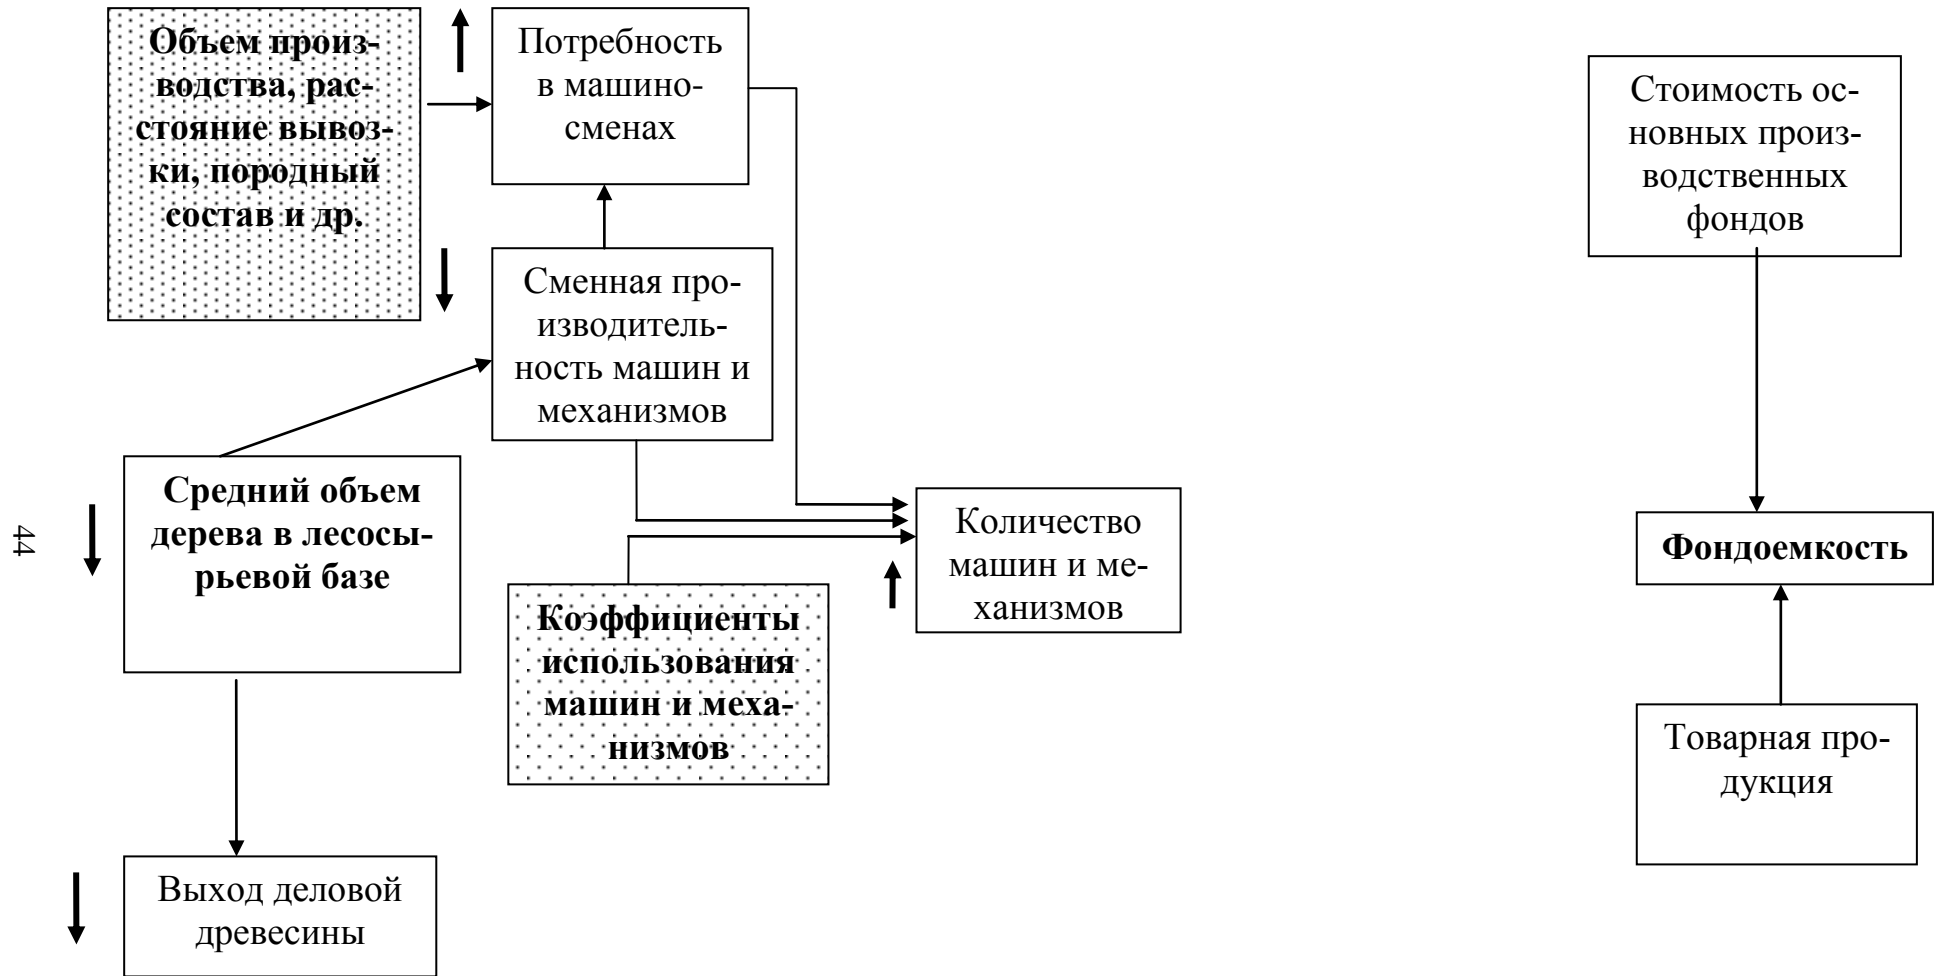 Объем произ-
водства, рас-
стояние вывоз-
ки, породный
состав и др.
Потребность
в машино-
сменах
Сменная про-
изводитель-
ность машин и
механизмов
Средний объем
дерева в лесосы-
рьевой базе
Коэффициенты
использования
машин и меха-
низмов
Выход деловой
древесины
Количество
машин и ме-
ханизмов
Стоимость ос-
новных произ-
водственных
фондов
Фондоемкость
Товарная про-
дукция
44